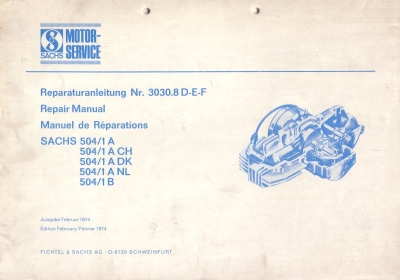 SACHS
MOTOR-
SERVICE
Reparaturanleitung Nr. 3030.8 D-E-F
Repair Manual
Manuel de Réparations
SACHS 504/1 A
504/1 A CH
504/1 A DK
504/1 A NL
504/1 B
Ausgabe Februar 1974
Edition February/Février 1974
FICHTEL & SACHS AG D-8720 SCHWEINFURT